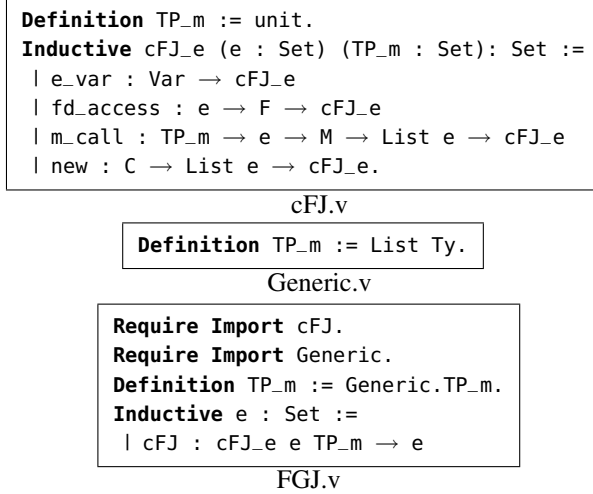 Definition TP_m := unit.
Inductive cFJ_e (e : Set) (TP_m : Set): Set :=
| e_var : Var → cFJ_e
| fd_access : e → F → cFJ_e
| m_call : TP_m → e → M → List e → cFJ_e
| new : C → List e → cFJ_e.
cFJ.v
Definition TP_m := List Ty.
Generic.v
Require Import cFJ.
Require Import Generic.
Definition TP_m := Generic.TP_m.
Inductive e : Set :=
| cFJ : cFJ_e e TP_m → e
FGJ.v